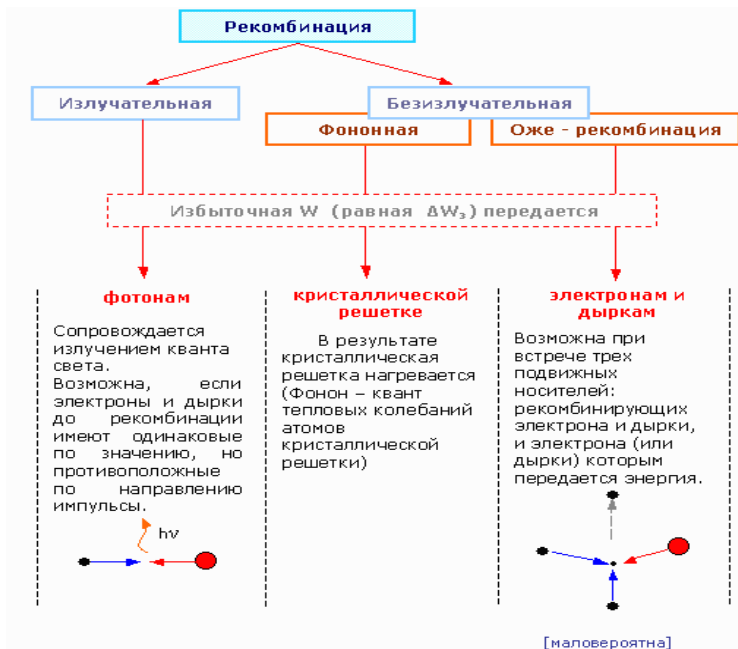 Рекомбинация
Излучательная
Безизлучательная
Фононная
Оже - рекомбинация
Избыточная W (равная ΔWз) передается
фотонам
Сопровождается
излучением кванта
света.
Возможна, если
электроны и дырки
до рекомбинации
имеют одинаковые
по значению, но
противоположные
по направлению
импульсы.
hν
кристаллической
решетке
В результате
кристаллическая
решетка нагревается
(Фонон – квант
тепловых колебаний
атомов
кристаллической
решетки)
электронам и
дыркам
Возможна при
встрече трех
подвижных
носителей:
рекомбинирующих
электрона и дырки,
и электрона (или
дырки) которым
передается энергия.
[маловероятна]